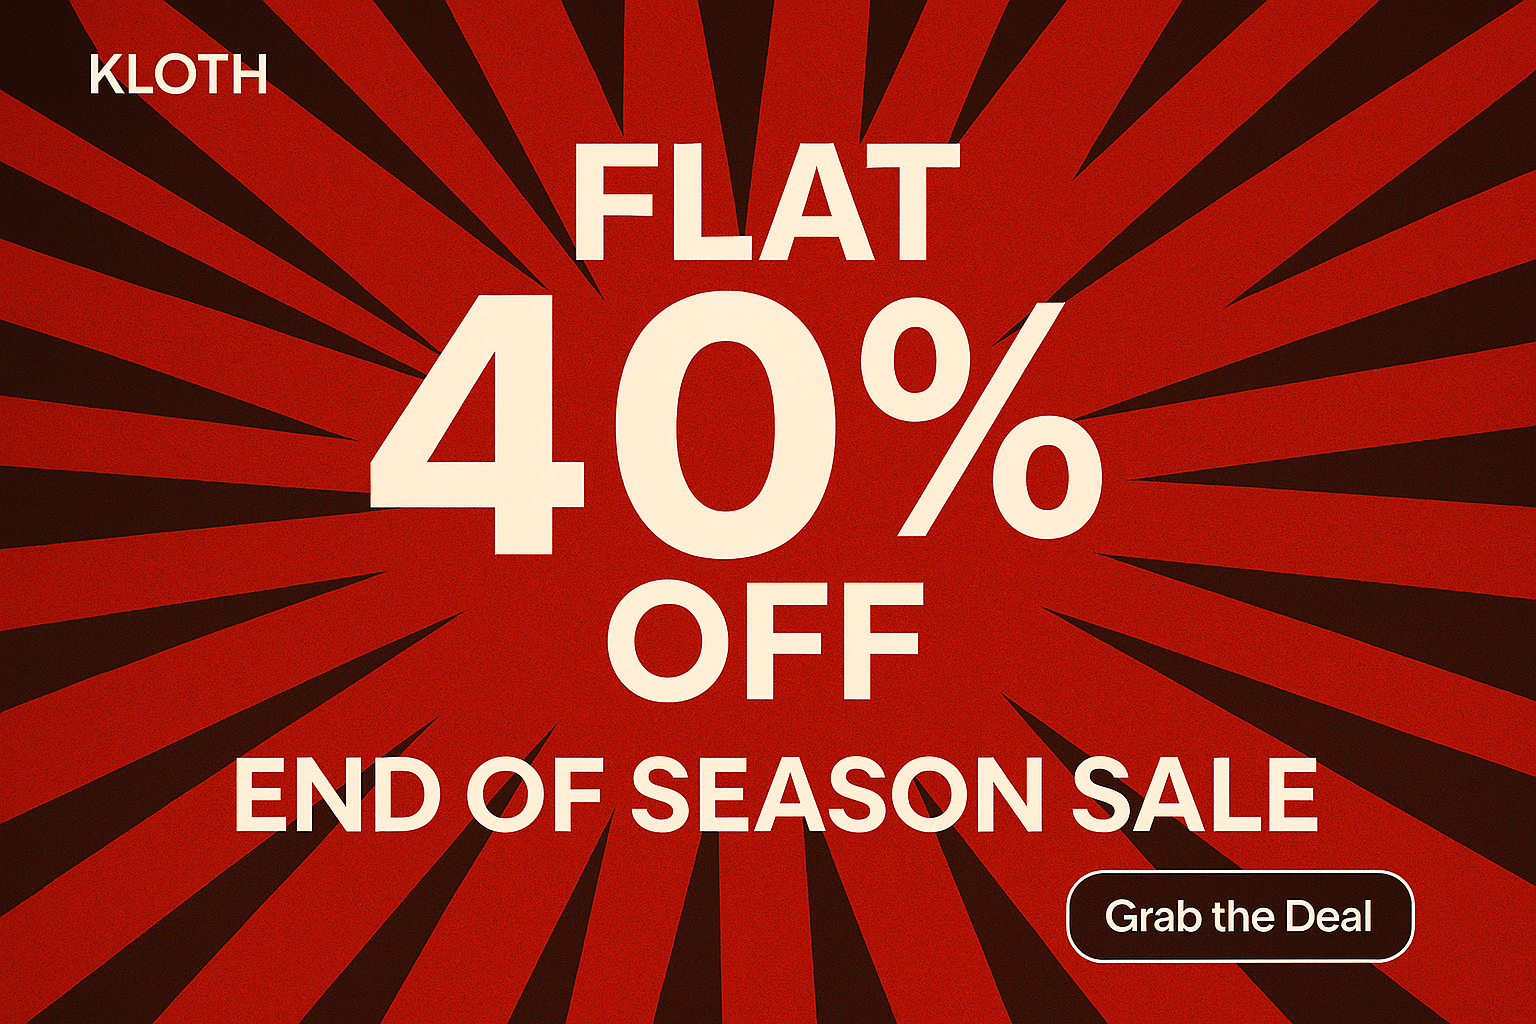 KLOTH
FLAT
40%
OFF
END OF SEASON SALE
Grab the Deal